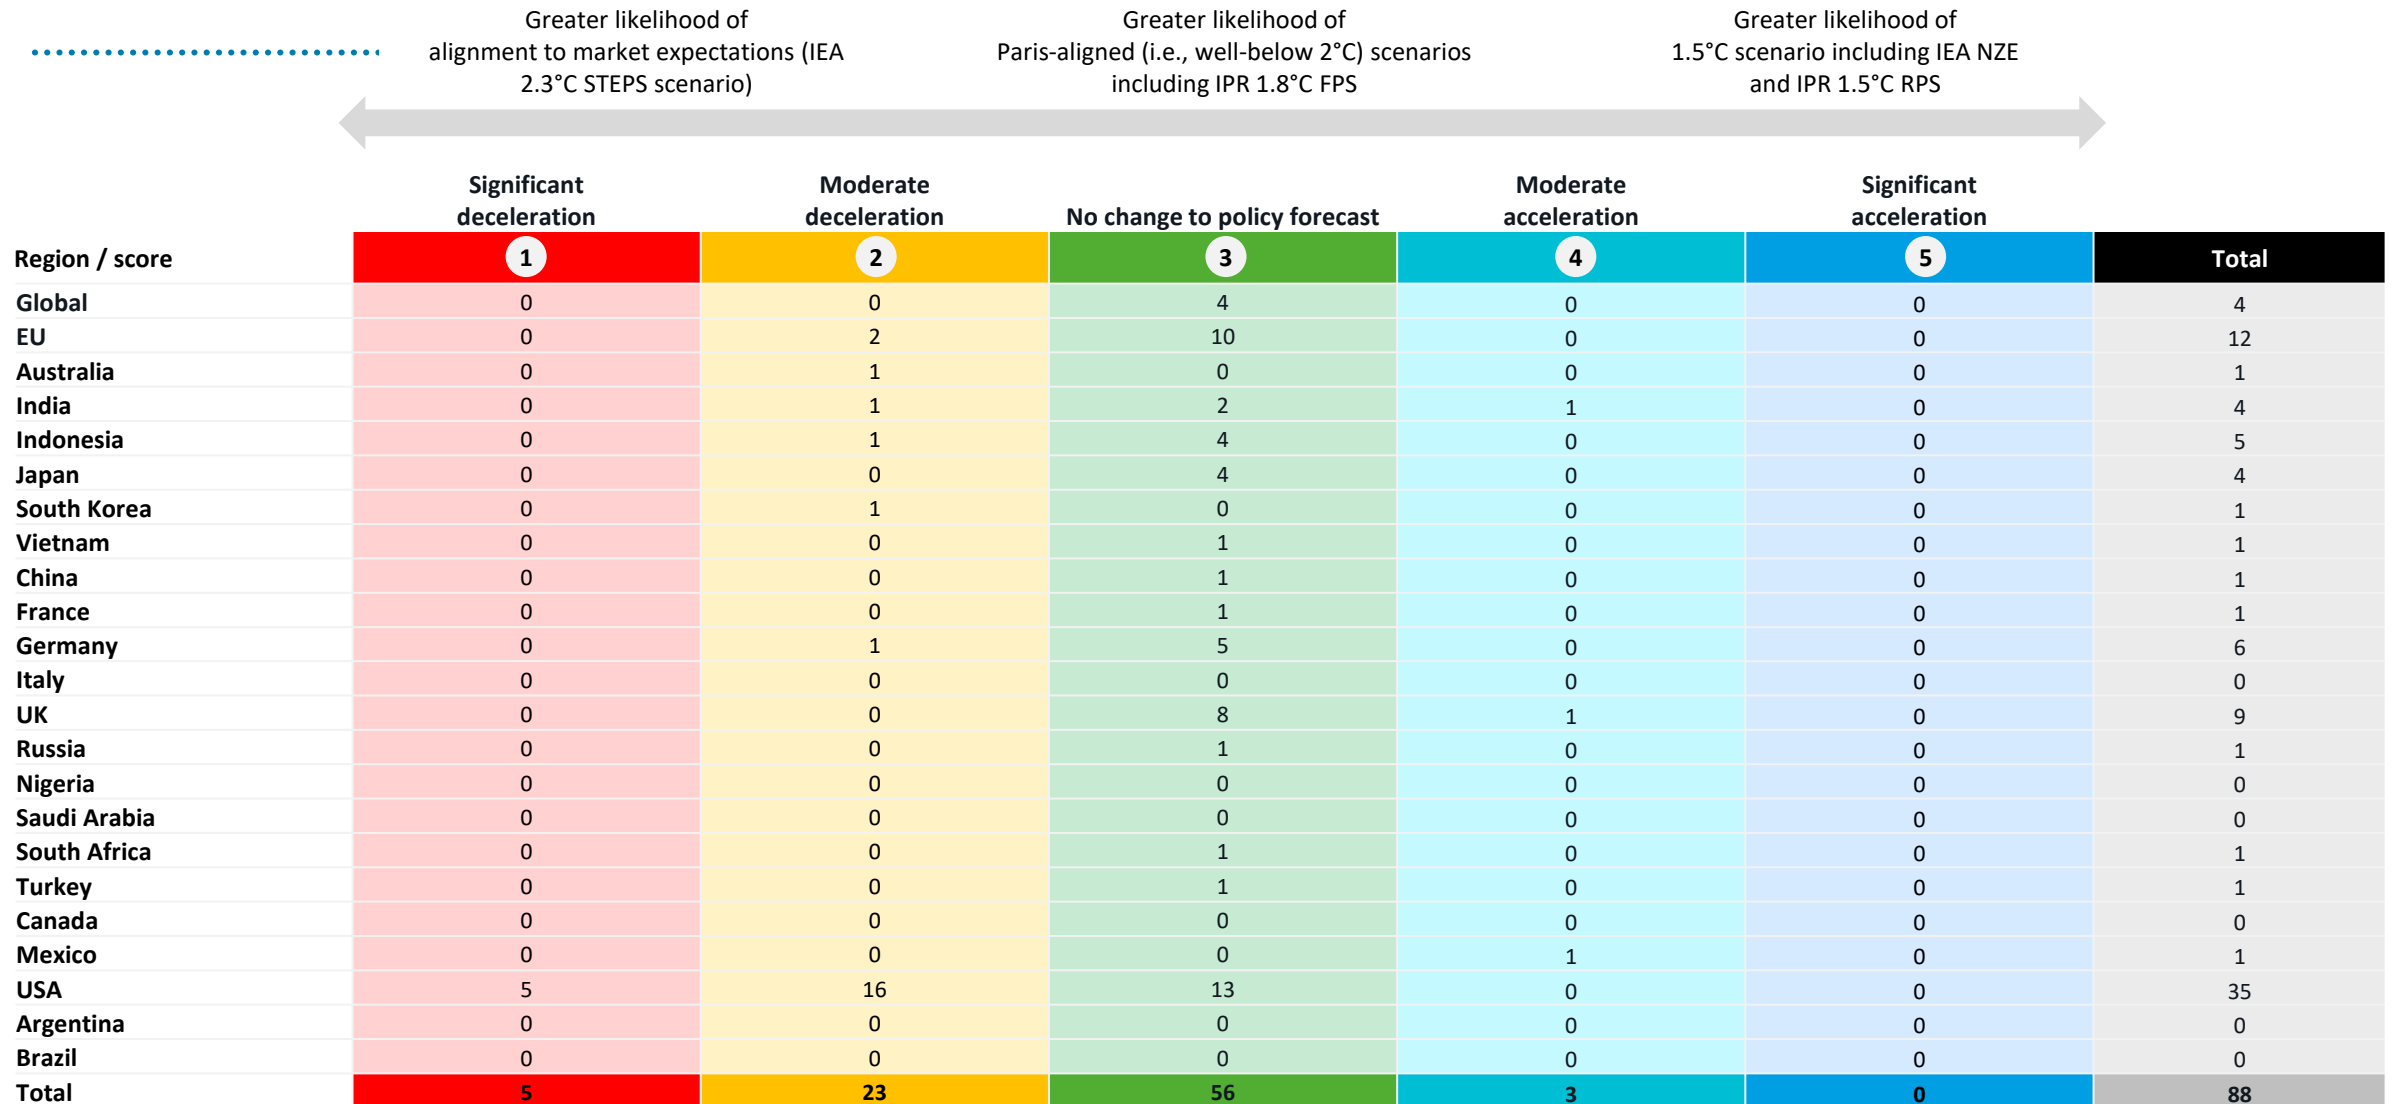 Greater likelihood of
alignment to market expectations (IEA
2.3°C STEPS scenario)
Greater likelihood of
Paris-aligned (i.e., well-below 2°C) scenarios
including IPR 1.8°C FPS
Greater likelihood of
1.5°C scenario including IEA NZE
and IPR 1.5°C RPS
Significant
deceleration
Moderate
deceleration
No change to policy forecast
Moderate
acceleration
Significant
acceleration
Region / score 1 2 3 4 5 Total
Global 0 0 4 0 0 4
EU 0 2 10 0 0 12
Australia 0 1 0 0 0 1
India 0 1 2 1 0 4
Indonesia 0 1 4 0 0 5
Japan 0 0 4 0 0 4
South Korea 0 1 0 0 0 1
Vietnam 0 0 1 0 0 1
China 0 0 1 0 0 1
France 0 0 1 0 0 1
Germany 0 1 5 0 0 6
Italy 0 0 0 0 0 0
UK 0 0 8 1 0 9
Russia 0 0 1 0 0 1
Nigeria 0 0 0 0 0 0
Saudi Arabia 0 0 0 0 0 0
South Africa 0 0 1 0 0 1
Turkey 0 0 1 0 0 1
Canada 0 0 0 0 0 0
Mexico 0 0 0 1 0 1
USA 5 16 13 0 0 35
Argentina 0 0 0 0 0 0
Brazil 0 0 0 0 0 0
Total 5 23 56 3 0 88